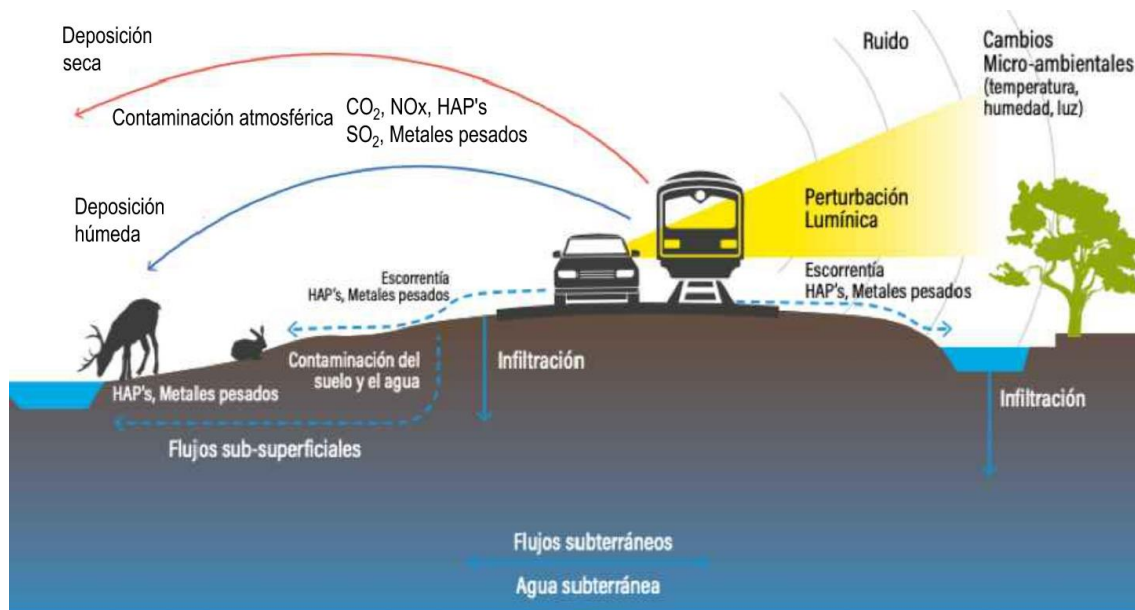 Deposición
seca
Contaminación atmosférica
CO₂, NOx, HAP's
SO₂, Metales pesados
Deposición
húmeda
Ruido
Cambios
Micro-ambientales
(temperatura,
humedad, luz)
Perturbación
Lumínica
Escorrentía
HAP's, Metales pesados
Escorrentía
HAP's, Metales pesados
Contaminación del
suelo y el agua
Infiltración
HAP's, Metales pesados
Flujos sub-superficiales
Infiltración
Flujos subterráneos
Agua subterránea